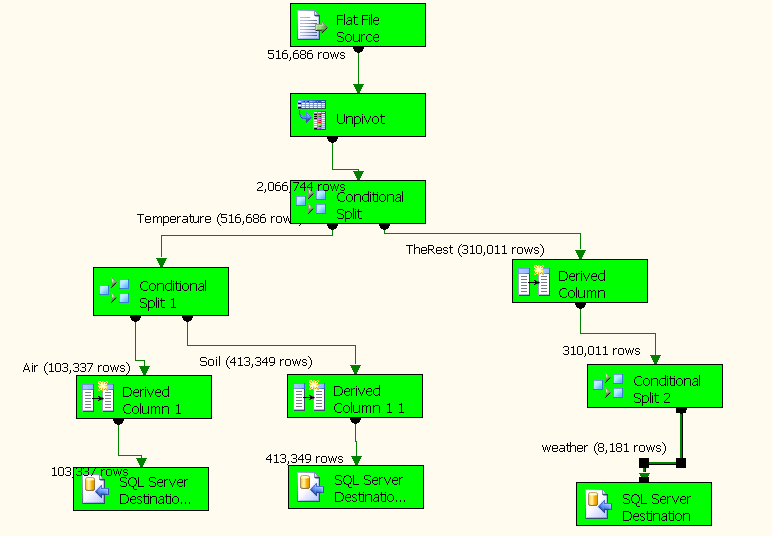 Flat File
Source
516,686 rows
Unpivot
2,066,744 rows
Conditional
Split
Temperature (516,686 rows)
TheRest (310,011 rows)
Conditional
Split 1
Derived
Column
Air (103,337 rows)
Soil (413,349 rows)
310,011 rows
Derived
Column 1
Derived
Column 1 1
Conditional
Split 2
103,337 rows
413,349 rows
weather (8,181 rows)
SQL Server
Destinatio...
SQL Server
Destinatio...
SQL Server
Destination